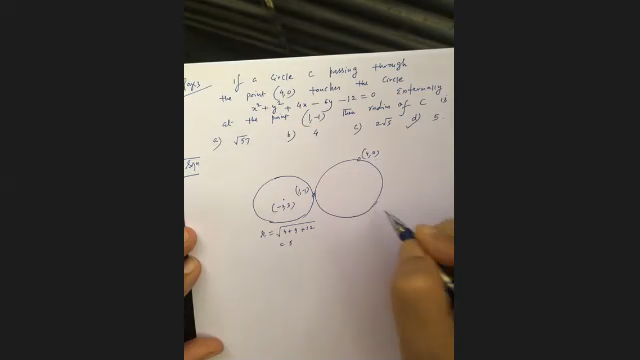 If a circle C passing through
the point (4,0) touches the circle
x² + y² + 4x - 6y - 12 = 0 externally
at the point (1,-1) then radius of C is
a) √57 b) 4 c) 2√5 d) 5
Soln
(4,0)
(1,-1)
(-2,3)
r = √4+9+12
= 5